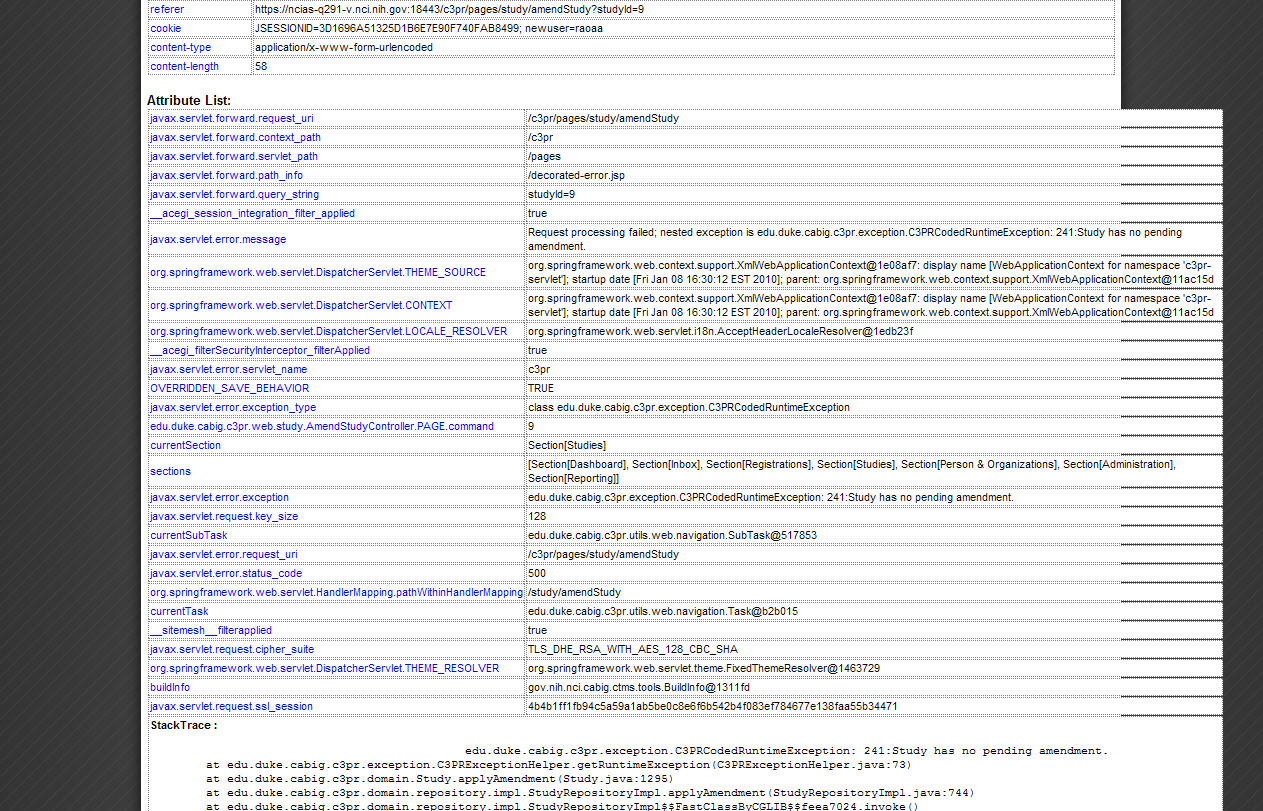 referer https://ncias-q291-v.nci.nih.gov:18443/c3pr/pages/study/amendStudy?studyId=9
cookie JSESSIONID=3D1696A51325D1B6E7E90F740FAB8499; newuser=raoaa
content-type application/x-www-form-urlencoded
content-length 58
Attribute List:
javax.servlet.forward.request_uri /c3pr/pages/study/amendStudy
javax.servlet.forward.context_path /c3pr
javax.servlet.forward.servlet_path /pages
javax.servlet.forward.path_info /decorated-error.jsp
javax.servlet.forward.query_string studyId=9
__acegi_session_integration_filter_applied true
javax.servlet.error.message Request processing failed; nested exception is edu.duke.cabig.c3pr.exception.C3PRCodedRuntimeException: 241:Study has no pending
amendment.
org.springframework.web.servlet.DispatcherServlet.THEME_SOURCE org.springframework.web.context.support.XmlWebApplicationContext@1e08af7: display name [WebApplicationContext for namespace 'c3pr-
servlet']; startup date [Fri Jan 08 16:30:12 EST 2010]; parent: org.springframework.web.context.support.XmlWebApplicationContext@11ac15d
org.springframework.web.servlet.DispatcherServlet.CONTEXT org.springframework.web.context.support.XmlWebApplicationContext@1e08af7: display name [WebApplicationContext for namespace 'c3pr-
servlet']; startup date [Fri Jan 08 16:30:12 EST 2010]; parent: org.springframework.web.context.support.XmlWebApplicationContext@11ac15d
org.springframework.web.servlet.DispatcherServlet.LOCALE_RESOLVER org.springframework.web.servlet.i18n.AcceptHeaderLocaleResolver@1edb23f
__acegi_filterSecurityInterceptor_filterApplied true
javax.servlet.error.servlet_name c3pr
OVERRIDDEN_SAVE_BEHAVIOR TRUE
javax.servlet.error.exception_type class edu.duke.cabig.c3pr.exception.C3PRCodedRuntimeException
edu.duke.cabig.c3pr.web.study.AmendStudyController.PAGE.command 9
currentSection Section[Studies]
sections [Section[Dashboard], Section[Inbox], Section[Registrations], Section[Studies], Section[Person & Organizations], Section[Administration],
Section[Reporting]]
javax.servlet.error.exception edu.duke.cabig.c3pr.exception.C3PRCodedRuntimeException: 241:Study has no pending amendment.
javax.servlet.request.key_size 128
currentSubTask edu.duke.cabig.c3pr.utils.web.navigation.SubTask@517853
javax.servlet.error.request_uri /c3pr/pages/study/amendStudy
javax.servlet.error.status_code 500
org.springframework.web.servlet.HandlerMapping.pathWithinHandlerMapping /study/amendStudy
currentTask edu.duke.cabig.c3pr.utils.web.navigation.Task@b2b015
__sitemesh__filterapplied true
javax.servlet.request.cipher_suite TLS_DHE_RSA_WITH_AES_128_CBC_SHA
org.springframework.web.servlet.DispatcherServlet.THEME_RESOLVER org.springframework.web.servlet.theme.FixedThemeResolver@1463729
buildInfo gov.nih.nci.cabig.ctms.tools.BuildInfo@1311fd
javax.servlet.request.ssl_session 4b4b1ff1fb94c5a59a1ab5be0c8e6f6b542b4f083ef784677e138faa55b34471
StackTrace :
edu.duke.cabig.c3pr.exception.C3PRCodedRuntimeException: 241:Study has no pending amendment.
at edu.duke.cabig.c3pr.exception.C3PRExceptionHelper.getRuntimeException(C3PRExceptionHelper.java:73)
at edu.duke.cabig.c3pr.domain.Study.applyAmendment(Study.java:1295)
at edu.duke.cabig.c3pr.domain.repository.impl.StudyRepositoryImpl.applyAmendment(StudyRepositoryImpl.java:744)
at edu.duke.cabig.c3pr.domain.repository.impl.StudyRepositoryImpl$$FastClassByCGLIB$$feea7024.invoke()